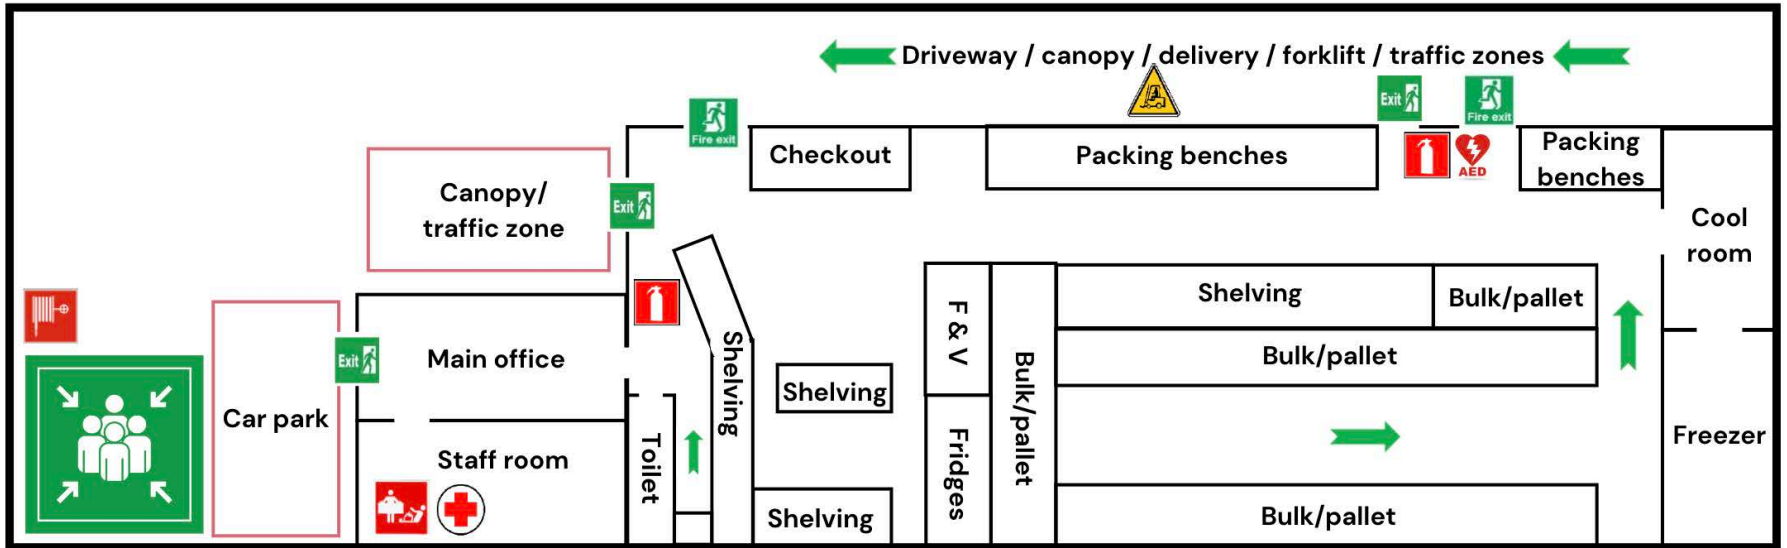 Driveway / canopy / delivery / forklift / traffic zones
Exit
Fire exit
Fire exit
Checkout
Packing benches
AED
Packing
benches
Canopy/
traffic zone
Exit
Cool
room
Shelving
Bulk/pallet
F & V
Shelving
Bulk/pallet
Bulk/pallet
Exit
Main office
Shelving
Car park
Staff room
Toilet
Fridges
Freezer
Shelving
Bulk/pallet